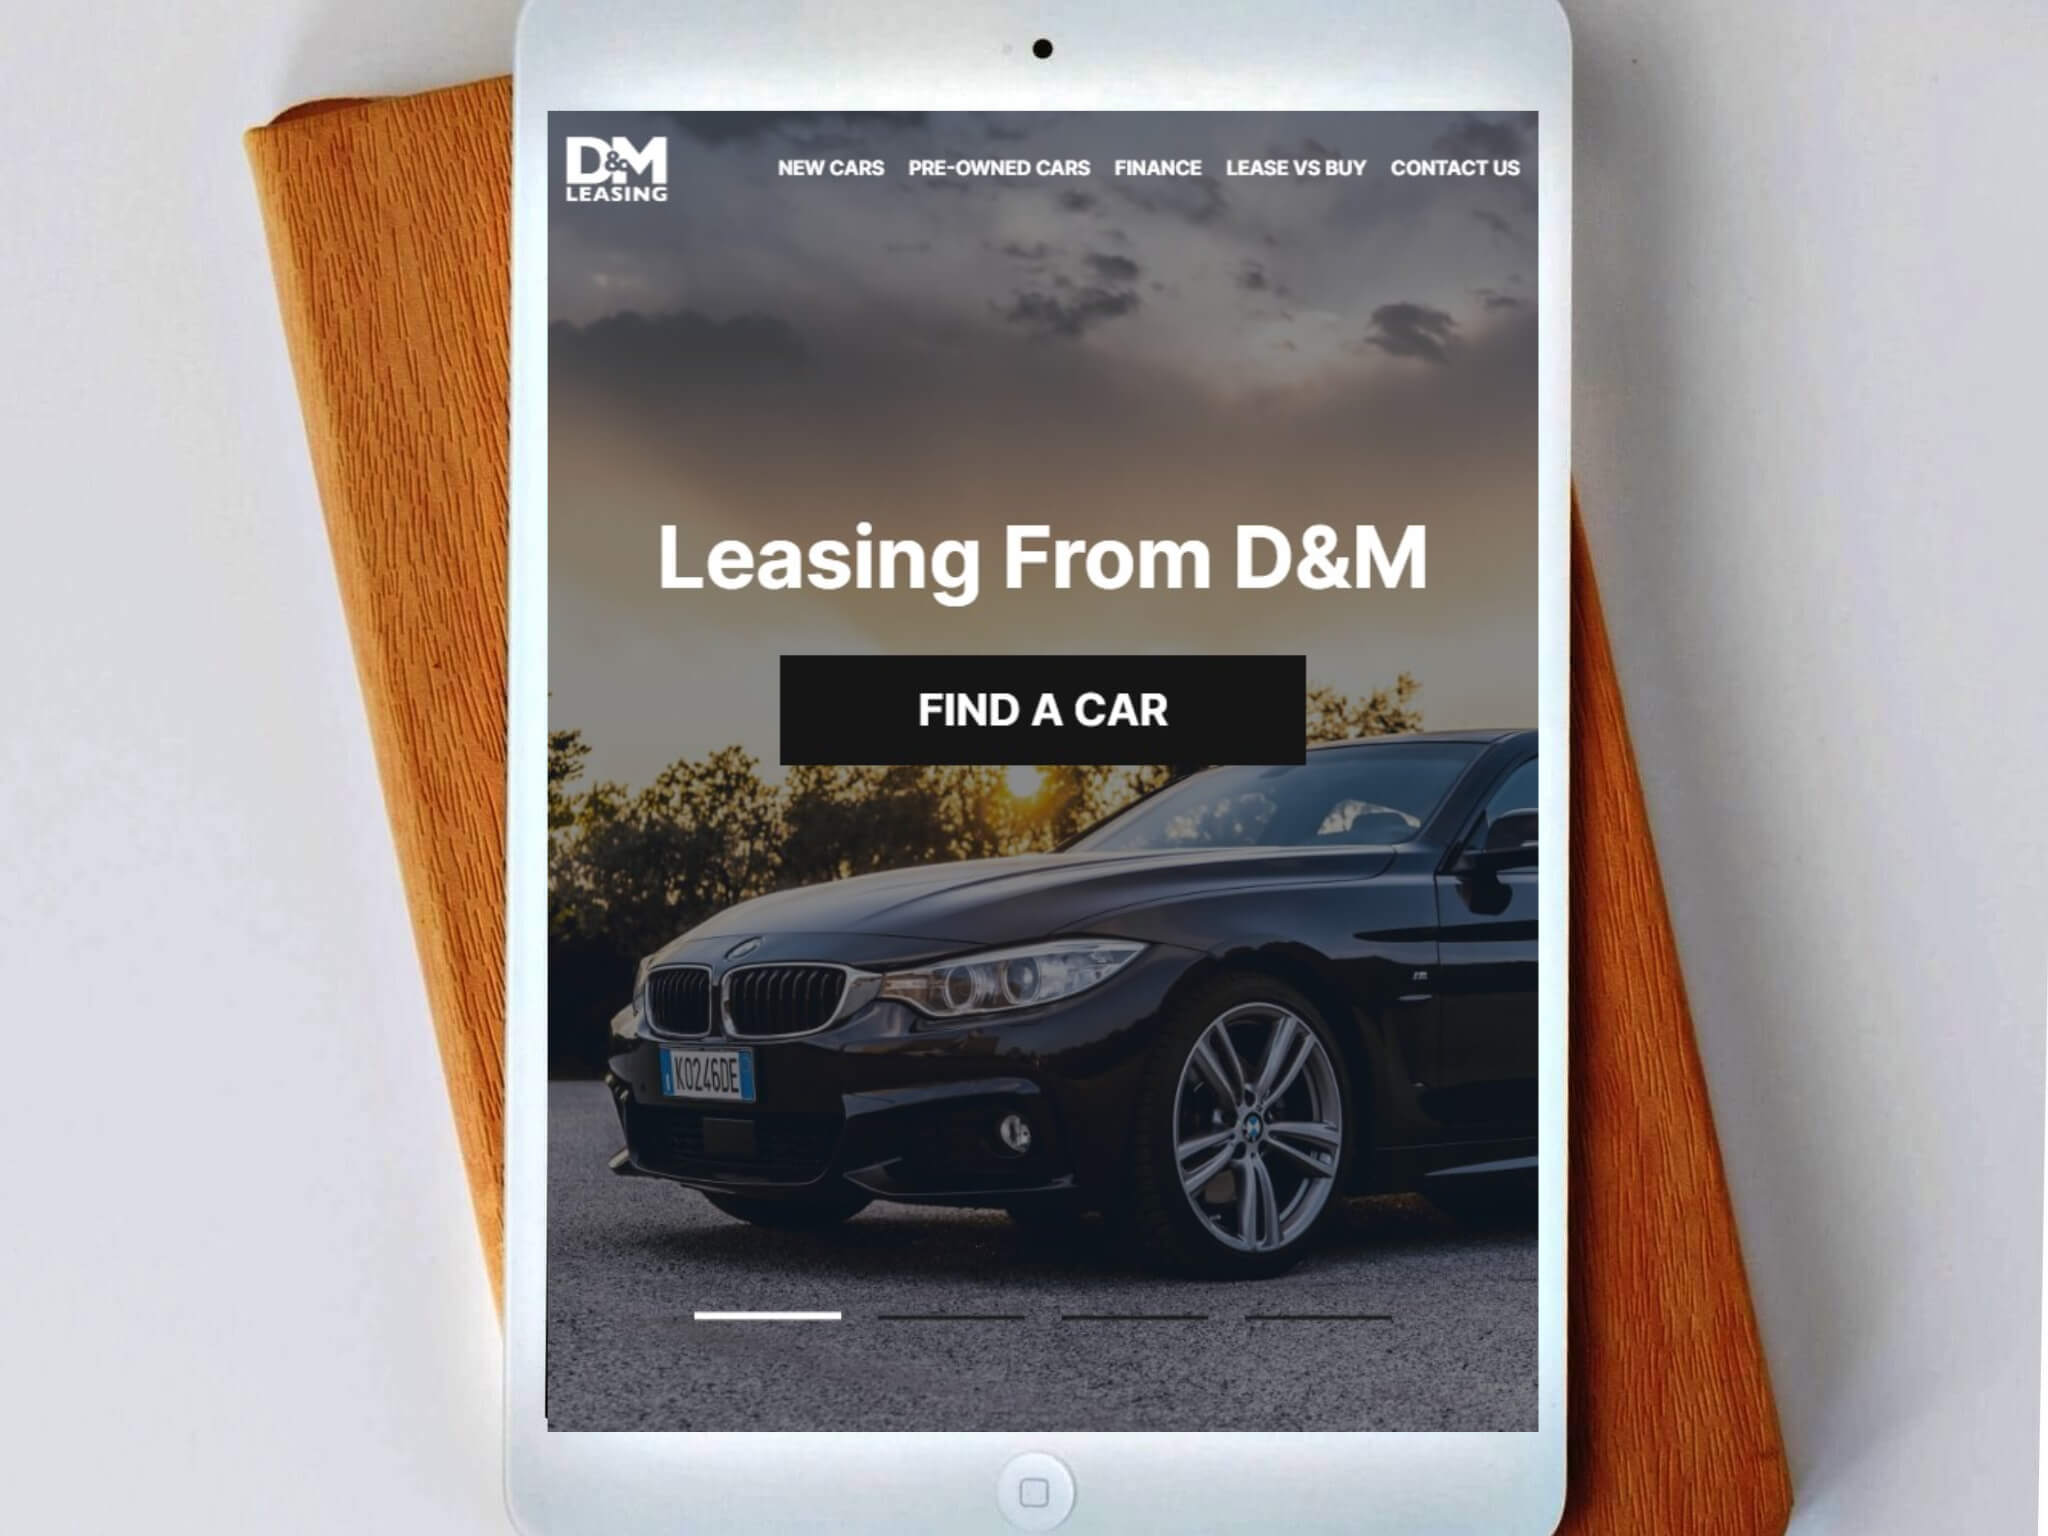 D&M
LEASING
NEW CARS PRE-OWNED CARS FINANCE LEASE VS BUY CONTACT US
Leasing From D&M
FIND A CAR
KO246DE